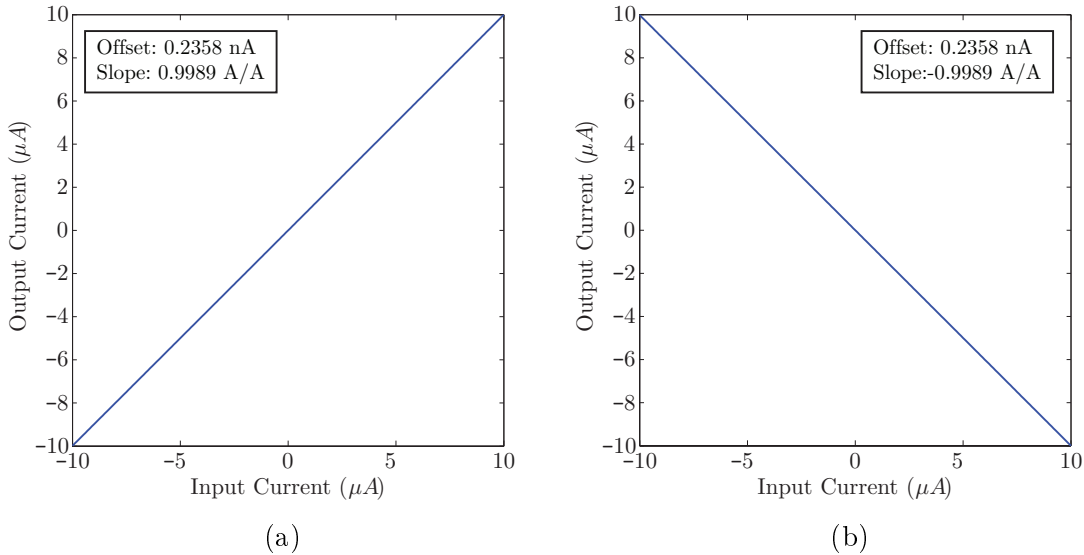 10
8
6
4
2
0
−2
−4
−6
−8
−10
Output Current (μA)
Offset: 0.2358 nA
Slope: 0.9989 A/A
−10 −5 0 5 10
Input Current (μA)
(a)
10
8
6
4
2
0
−2
−4
−6
−8
−10
Output Current (μA)
Offset: 0.2358 nA
Slope:-0.9989 A/A
−10 −5 0 5 10
Input Current (μA)
(b)